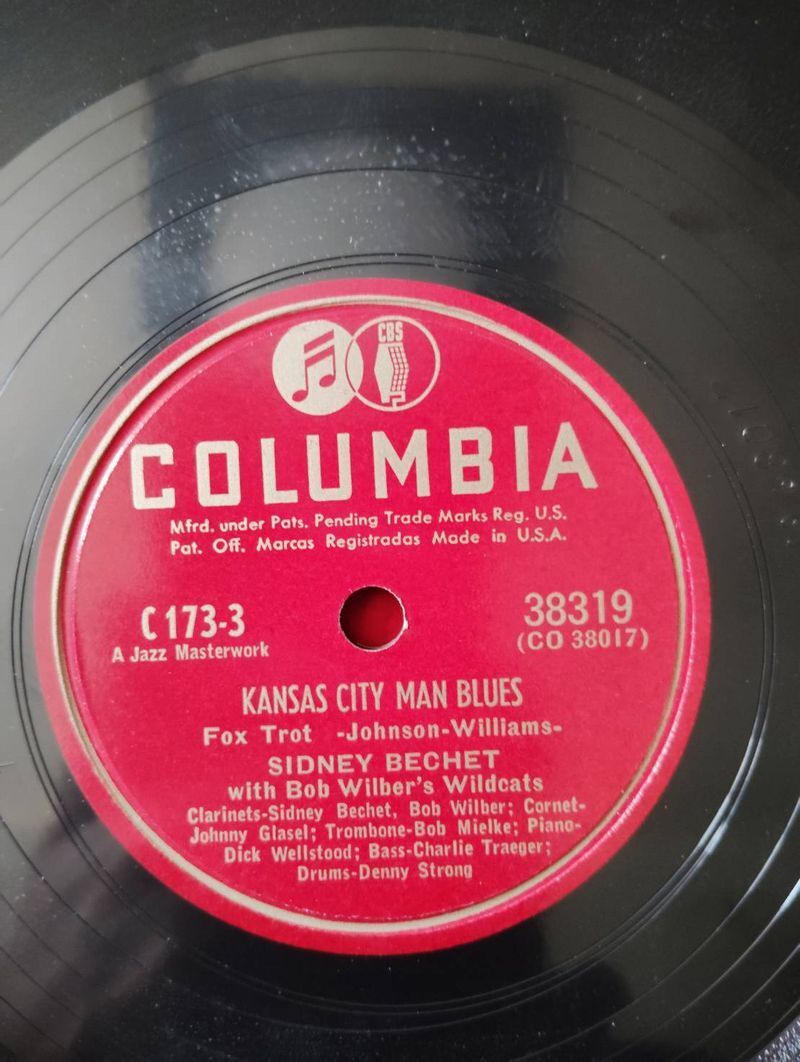 CBS
COLUMBIA
Mfrd. under Pats. Pending Trade Marks Reg. U.S.
Pat. Off. Marcas Registradas Made in U.S.A.
C 173-3
A Jazz Masterwork
38319
(CO 38017)
KANSAS CITY MAN BLUES
Fox Trot -Johnson-Williams-
SIDNEY BECHET
with Bob Wilber's Wildcats
Clarinets-Sidney Bechet, Bob Wilber; Cornet-
Johnny Glasel; Trombone-Bob Mielke; Piano-
Dick Wellstood; Bass-Charlie Traeger;
Drums-Denny Strong